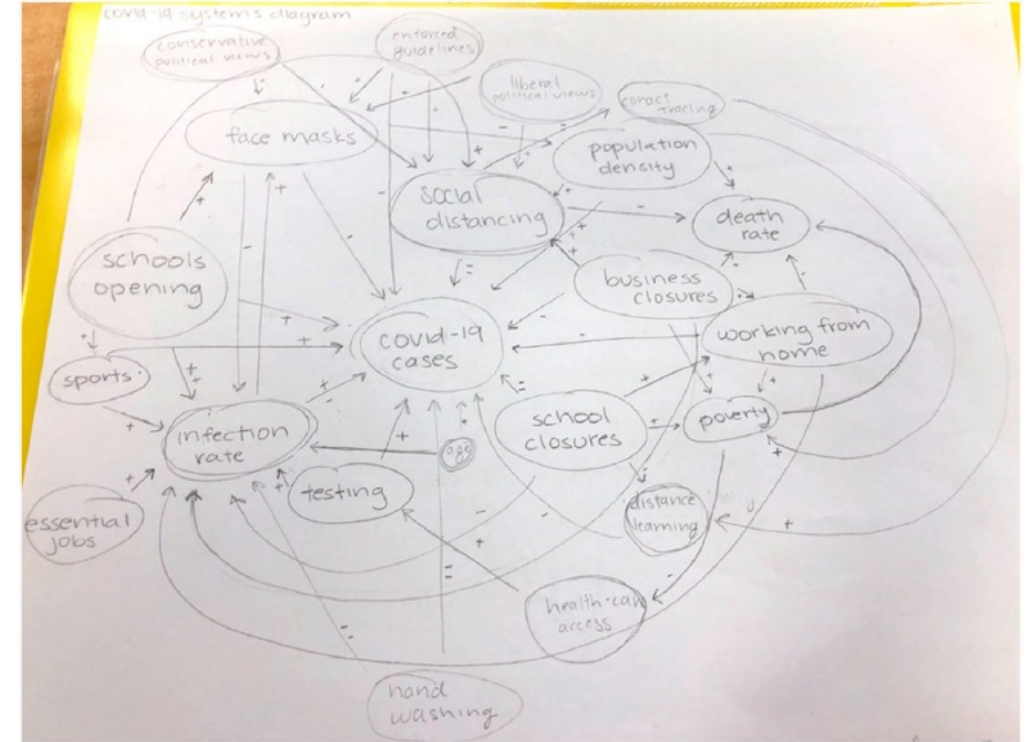 covid-19 systems diagram
conservative
political views
enforced
guidelines
liberal
political views
tracing
face masks
population
density
social
distancing
death
rate
schools
opening
business
closures
covid-19
cases
working from
home
sports
school
closures
poverty
infection
rate
age
testing
distance
learning
essential
jobs
health-care
access
hand
washing